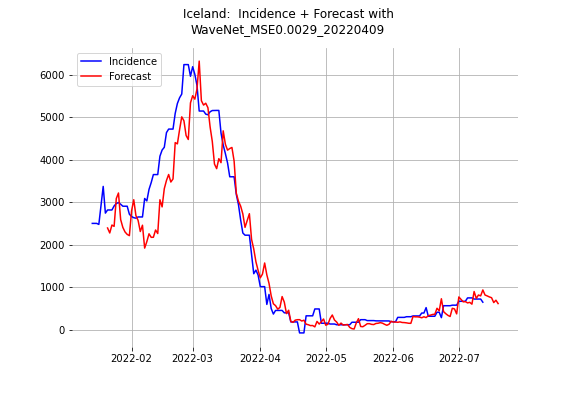 Iceland:  Incidence + Forecast with
WaveNet_MSE0.0029_20220409
Incidence
Forecast
6000
5000
4000
3000
2000
1000
0
2022-02 2022-03 2022-04 2022-05 2022-06 2022-07